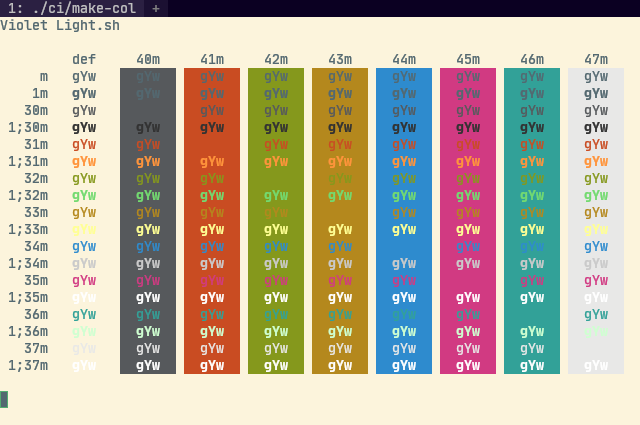 1: ./ci/make-col +
Violet Light.sh
def 40m 41m 42m 43m 44m 45m 46m 47m
m gYw gYw gYw gYw gYw gYw gYw gYw gYw
1m gYw gYw gYw gYw gYw gYw gYw gYw gYw
30m gYw gYw gYw gYw gYw gYw gYw gYw
1;30m gYw gYw gYw gYw gYw gYw gYw gYw gYw
31m gYw gYw gYw gYw gYw gYw gYw gYw
1;31m gYw gYw gYw gYw gYw gYw gYw gYw gYw
32m gYw gYw gYw gYw gYw gYw gYw gYw
1;32m gYw gYw gYw gYw gYw gYw gYw gYw gYw
33m gYw gYw gYw gYw gYw gYw gYw gYw
1;33m gYw gYw gYw gYw gYw gYw gYw gYw gYw
34m gYw gYw gYw gYw gYw gYw gYw gYw
1;34m gYw gYw gYw gYw gYw gYw gYw gYw gYw
35m gYw gYw gYw gYw gYw gYw gYw gYw
1;35m gYw gYw gYw gYw gYw gYw gYw gYw gYw
36m gYw gYw gYw gYw gYw gYw gYw gYw
1;36m gYw gYw gYw gYw gYw gYw gYw gYw gYw
37m gYw gYw gYw gYw gYw gYw gYw gYw
1;37m gYw gYw gYw gYw gYw gYw gYw gYw gYw